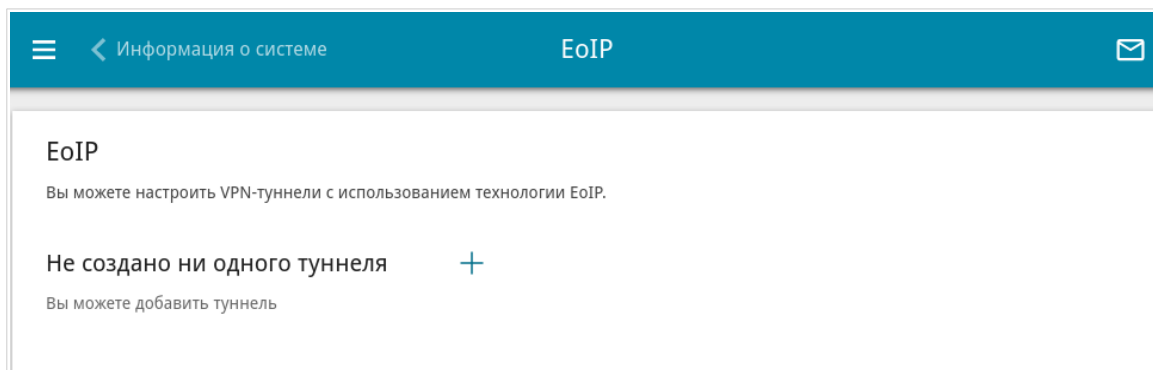 Информация о системе
EoIP
EoIP
Вы можете настроить VPN-туннели с использованием технологии EoIP.
Не создано ни одного туннеля
Вы можете добавить туннель